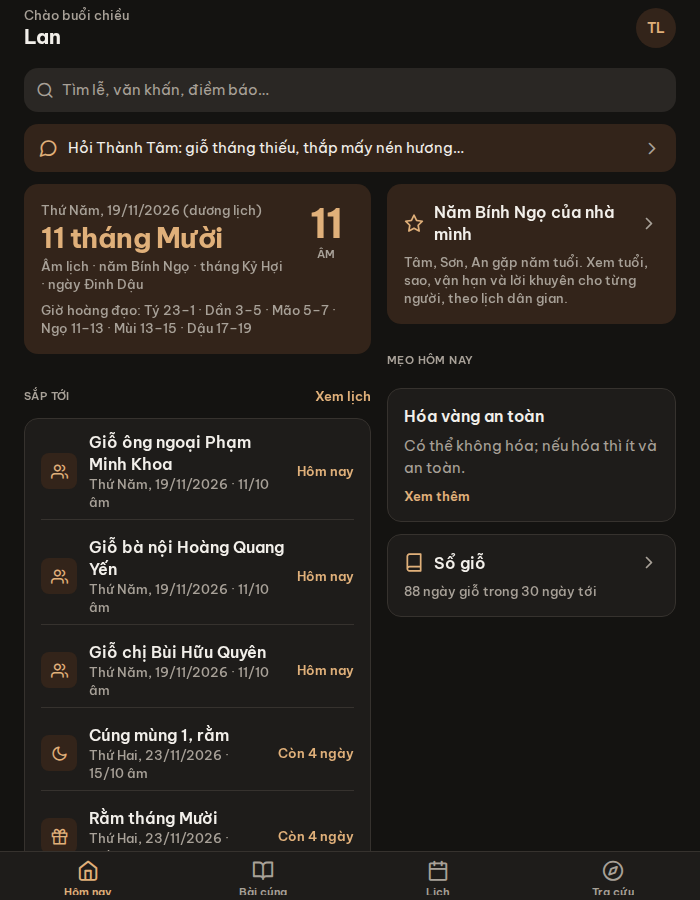 Chào buổi chiều
Lan
TL
Tìm lễ, văn khấn, điềm báo...
Hỏi Thành Tâm: giỗ tháng thiếu, thắp mấy nén hương...
Thứ Năm, 19/11/2026 (dương lịch)
11 tháng Mười
Âm lịch · năm Bính Ngọ · tháng Kỷ Hợi
· ngày Đinh Dậu
Giờ hoàng đạo: Tý 23–1 · Dần 3–5 · Mão 5–7 ·
Ngọ 11–13 · Mùi 13–15 · Dậu 17–19
11
ÂM
SẮP TỚI
Xem lịch
Giỗ ông ngoại Phạm
Minh Khoa
Thứ Năm, 19/11/2026 · 11/10
âm
Hôm nay
Giỗ bà nội Hoàng Quang
Yến
Thứ Năm, 19/11/2026 · 11/10
âm
Hôm nay
Giỗ chị Bùi Hữu Quyên
Thứ Năm, 19/11/2026 · 11/10
âm
Hôm nay
Cúng mùng 1, rằm
Thứ Hai, 23/11/2026 ·
15/10 âm
Còn 4 ngày
Rằm tháng Mười
Thứ Hai, 23/11/2026 ·
Còn 4 ngày
Năm Bính Ngọ của nhà
mình
Tâm, Sơn, An gặp năm tuổi. Xem tuổi,
sao, vận hạn và lời khuyên cho từng
người, theo lịch dân gian.
MẸO HÔM NAY
Hóa vàng an toàn
Có thể không hóa; nếu hóa thì ít và
an toàn.
Xem thêm
Sổ giỗ
88 ngày giỗ trong 30 ngày tới
Hôm nay
Bài cúng
Lịch
Tra cứu